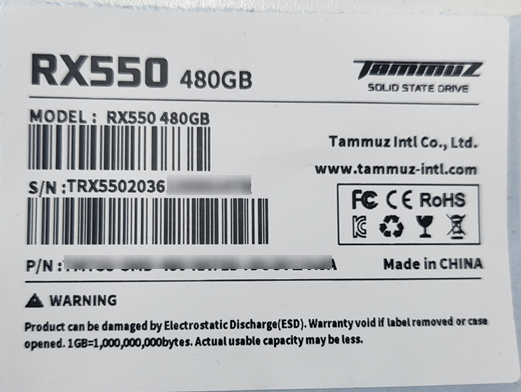 RX550 480GB
TAMMUZ
SOLID STATE DRIVE
MODEL : RX550 480GB
Tammuz Intl Co., Ltd.
www.tammuz-intl.com
S/N :TRX5502036
FC CE RoHS
P/N :
Made in CHINA
WARNING
Product can be damaged by Electrostatic Discharge(ESD). Warranty void if label removed or case
opened. 1GB=1,000,000,000bytes. Actual usable capacity may be less.